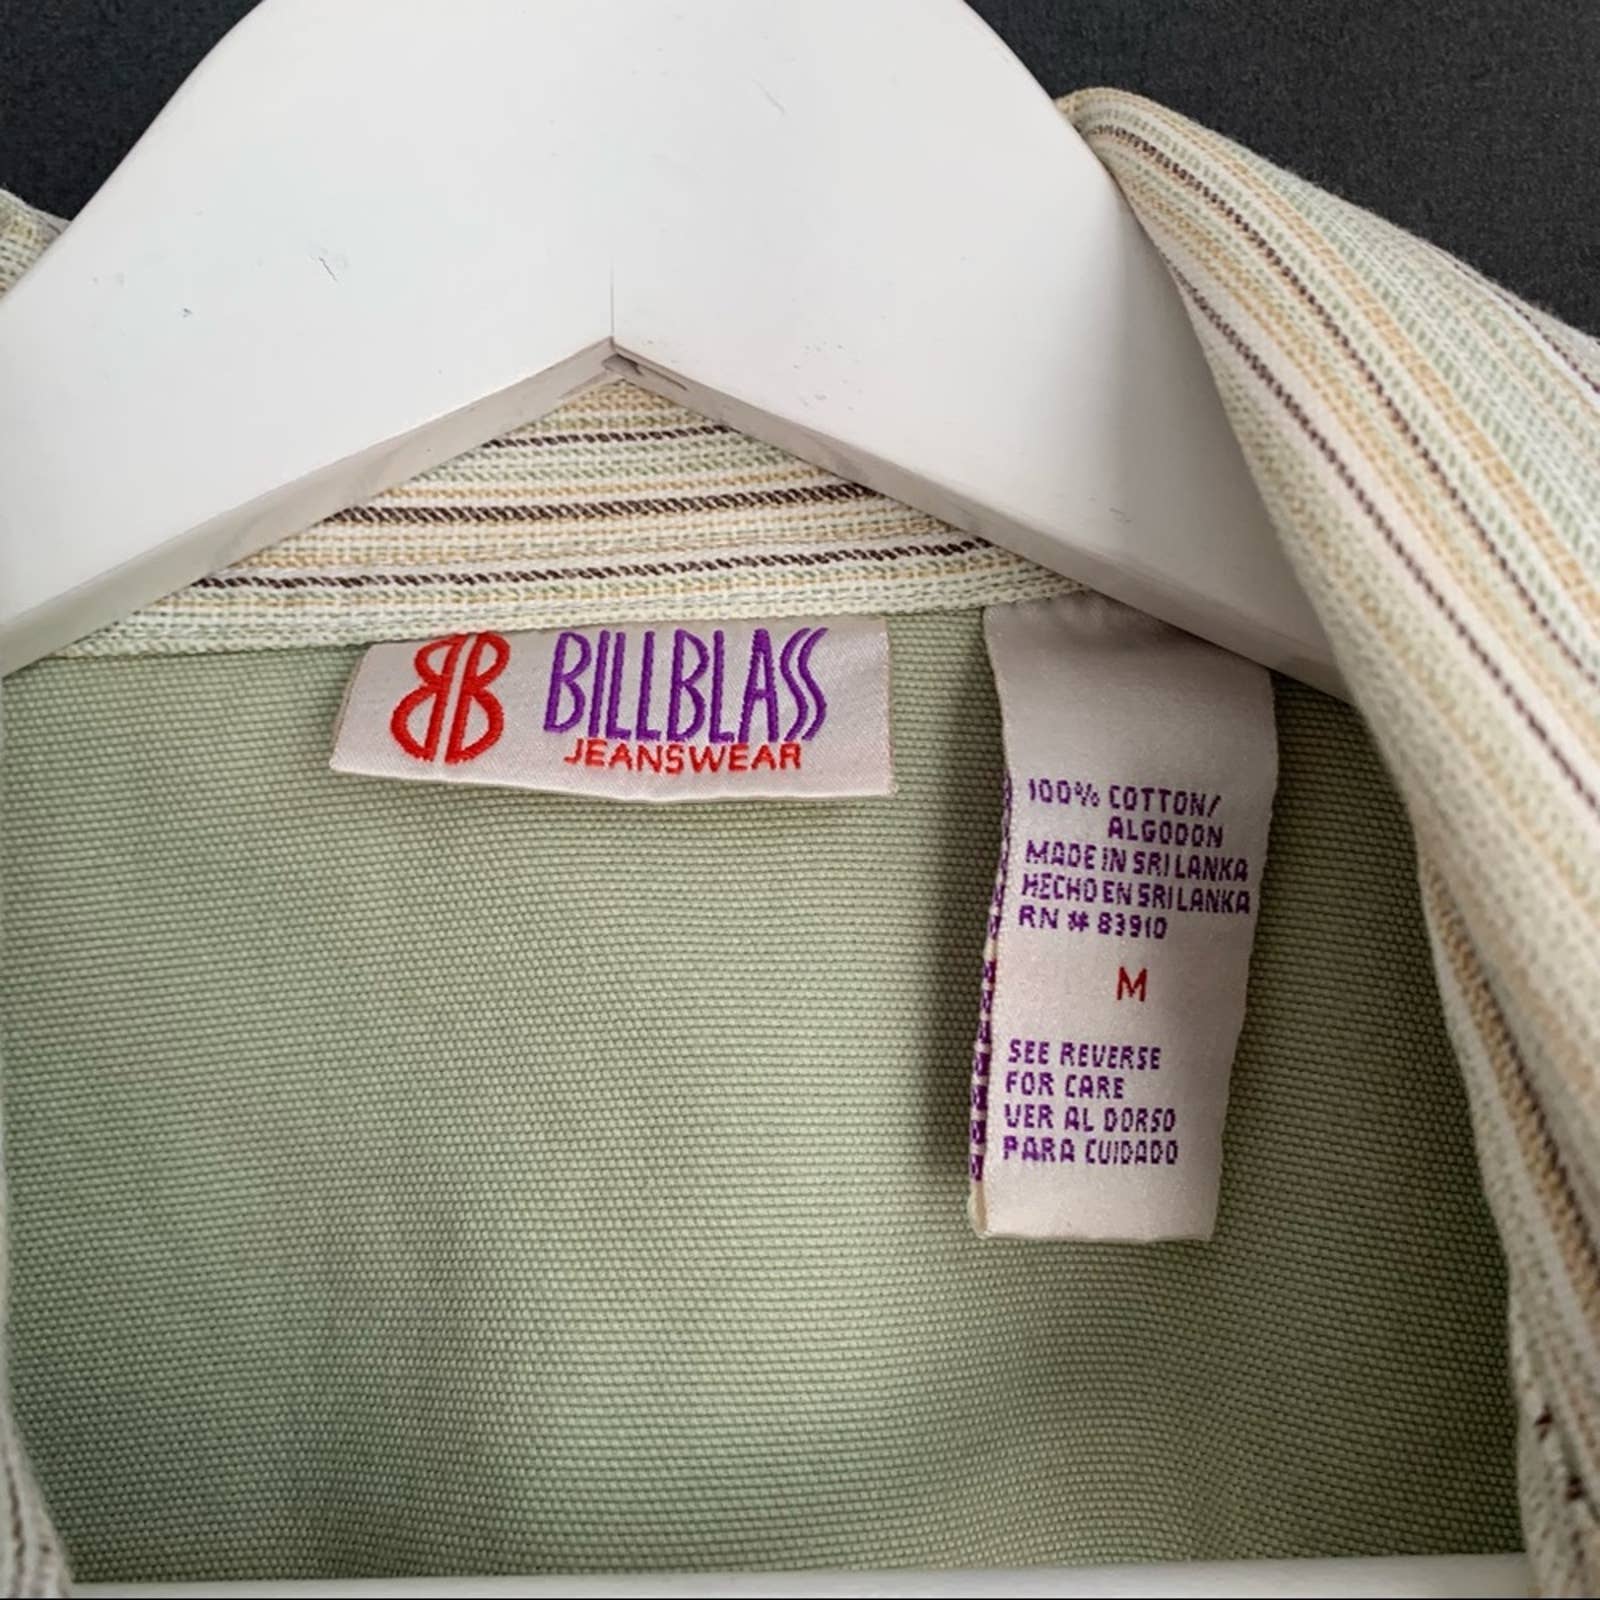 BB BILLBLASS
JEANSWEAR
100% COTTON/
ALGODON
MADE IN SRI LANKA
HECHO EN SRI LANKA
RN # 83910
M
SEE REVERSE
FOR CARE
VER AL DORSO
PARA CUIDADO